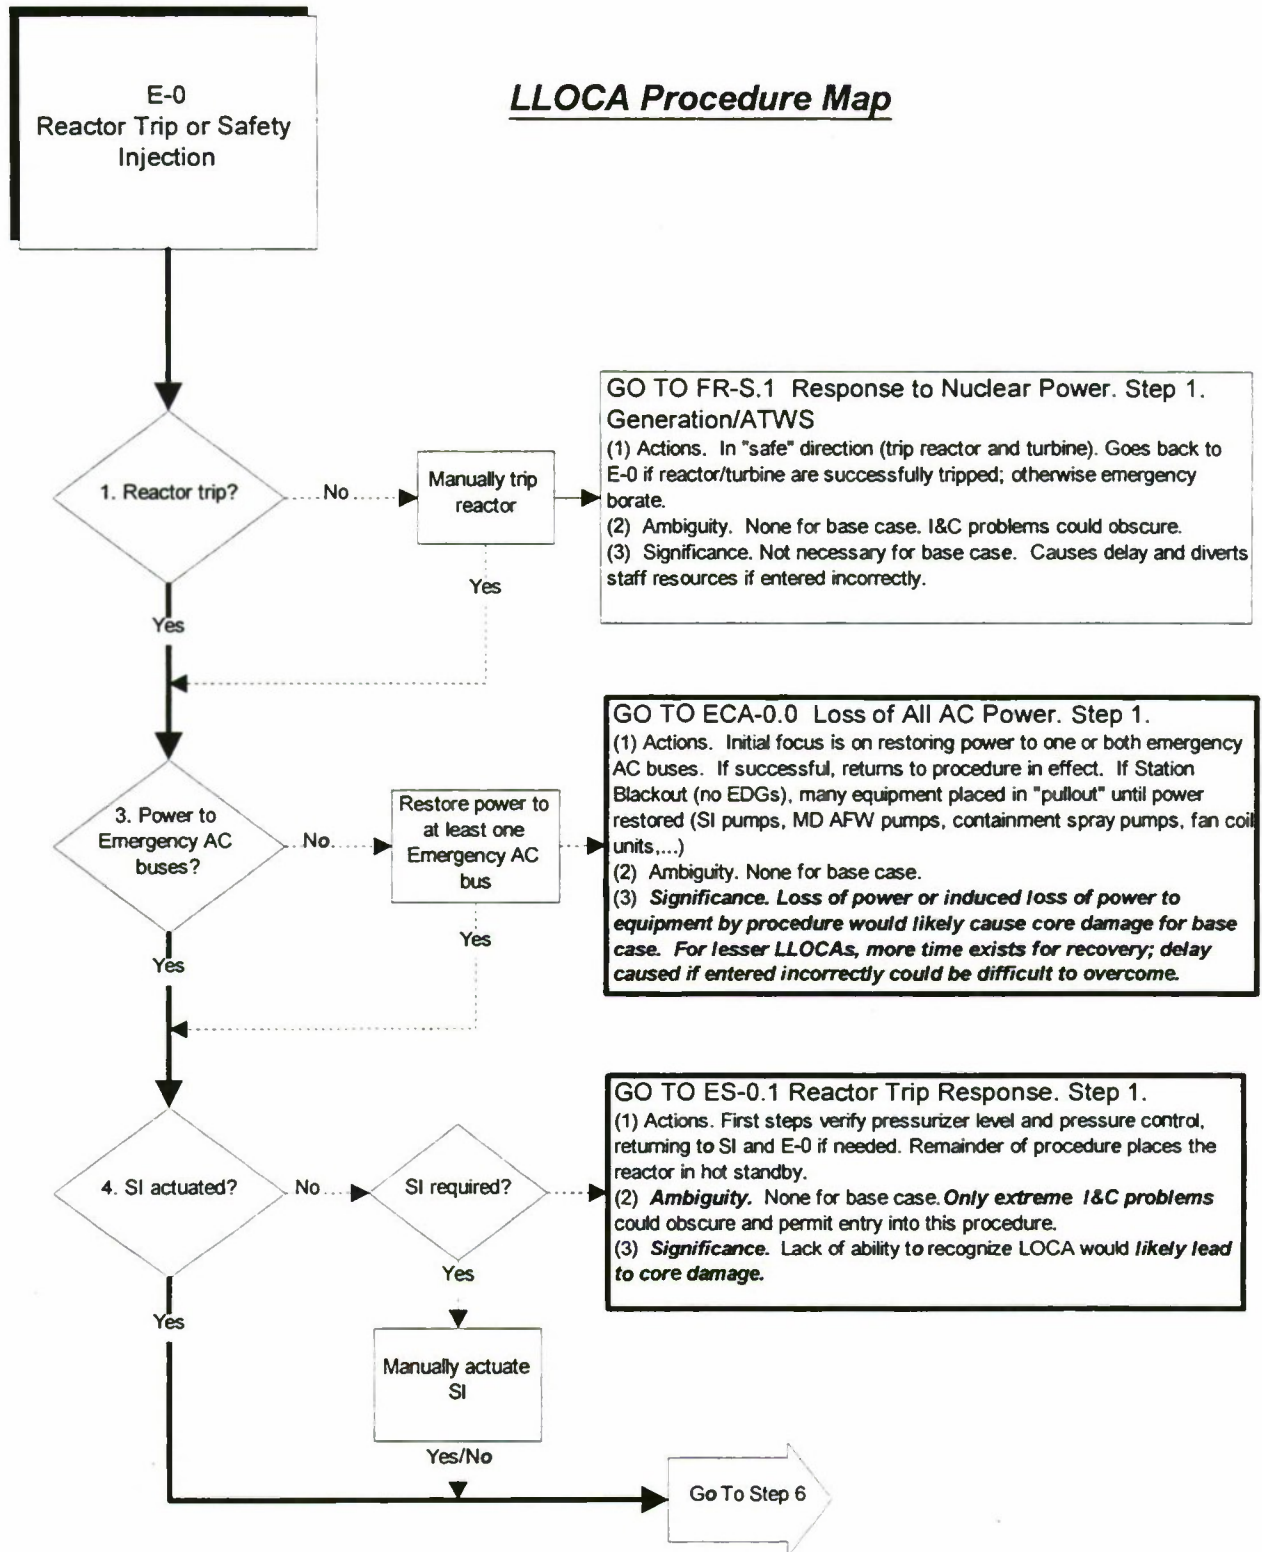 E-0
Reactor Trip or Safety
Injection
LLOCA Procedure Map
GO TO FR-S.1 Response to Nuclear Power. Step 1.
Generation/ATWS
(1) Actions. In "safe" direction (trip reactor and turbine). Goes back to
E-0 if reactor/turbine are successfully tripped; otherwise emergency
borate.
(2) Ambiguity. None for base case. I&C problems could obscure.
(3) Significance. Not necessary for base case. Causes delay and diverts
staff resources if entered incorrectly.
1. Reactor trip?
No
Manually trip
reactor
Yes
Yes
GO TO ECA-0.0 Loss of All AC Power. Step 1.
(1) Actions. Initial focus is on restoring power to one or both emergency
AC buses. If successful, returns to procedure in effect. If Station
Blackout (no EDGs), many equipment placed in "pullout" until power
restored (SI pumps, MD AFW pumps, containment spray pumps, fan coil
units,...)
(2) Ambiguity. None for base case.
(3) Significance. Loss of power or induced loss of power to
equipment by procedure would likely cause core damage for base
case. For lesser LLOCAs, more time exists for recovery; delay
caused if entered incorrectly could be difficult to overcome.
3. Power to
Emergency AC
buses?
No
Restore power to
at least one
Emergency AC
bus
Yes
Yes
GO TO ES-0.1 Reactor Trip Response. Step 1.
(1) Actions. First steps verify pressurizer level and pressure control,
returning to SI and E-0 if needed. Remainder of procedure places the
reactor in hot standby.
(2) Ambiguity. None for base case. Only extreme I&C problems
could obscure and permit entry into this procedure.
(3) Significance. Lack of ability to recognize LOCA would likely lead
to core damage.
4. SI actuated?
No
SI required?
Yes
Yes
Manually actuate
SI
Yes/No
Go To Step 6